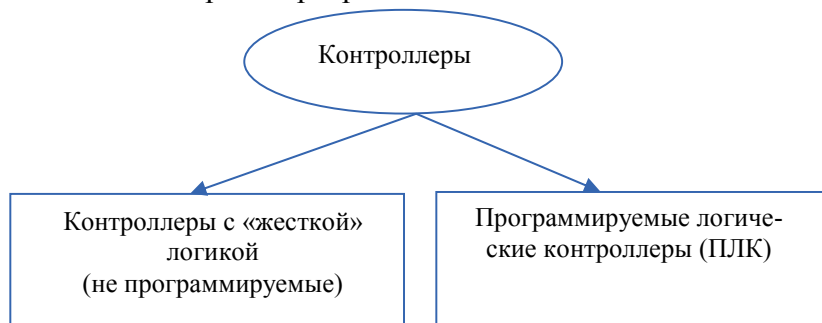 Контроллеры
Контроллеры с «жесткой»
логикой
(не программируемые)
Программируемые логиче-
ские контроллеры (ПЛК)